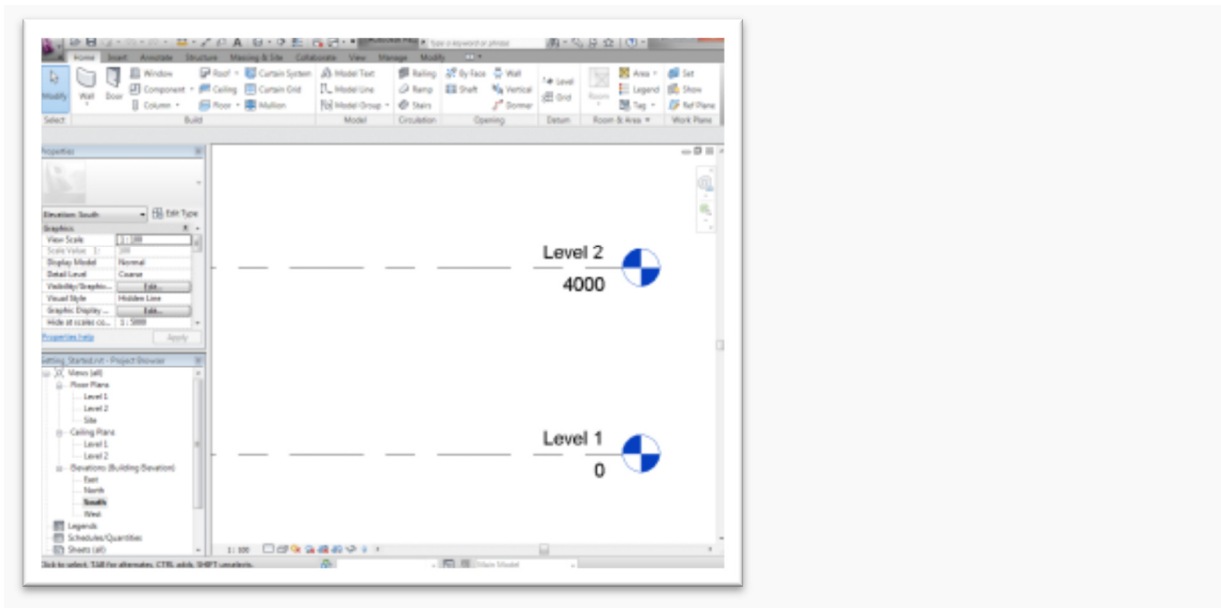 Type a keyword or phrase
Home Insert Annotate Structure Massing & Site Collaborate View Manage Modify
Modify Wall Door
Window Roof Curtain System Model Text Railing By Face Wall Level Room Area Set
Component Ceiling Curtain Grid Model Line Ramp Shaft Vertical Grid Legend Show
Column Floor Mullion Model Group Stairs Dormer Tag Ref Plane
Select Build Model Circulation Opening Datum Room & Area Work Plane
Properties
Elevation: South Edit Type
Graphics
View Scale 1 : 100
Scale Value 1: 100
Display Model Normal
Detail Level Coarse
Visibility/Graphic... Edit...
Visual Style Hidden Line
Graphic Display ... Edit...
Hide at scales co... 1 : 5000
Properties help Apply
Level 2
4000
Level 1
0
Getting_Started.rvt - Project Browser
Views (all)
Floor Plans
Level 1
Level 2
Site
Ceiling Plans
Level 1
Level 2
Elevations (Building Elevation)
East
North
South
West
Legends
Schedules/Quantities
Sheets (all)
1 : 100
Click to select, TAB for alternates, CTRL adds, SHIFT unselects.
Main Model